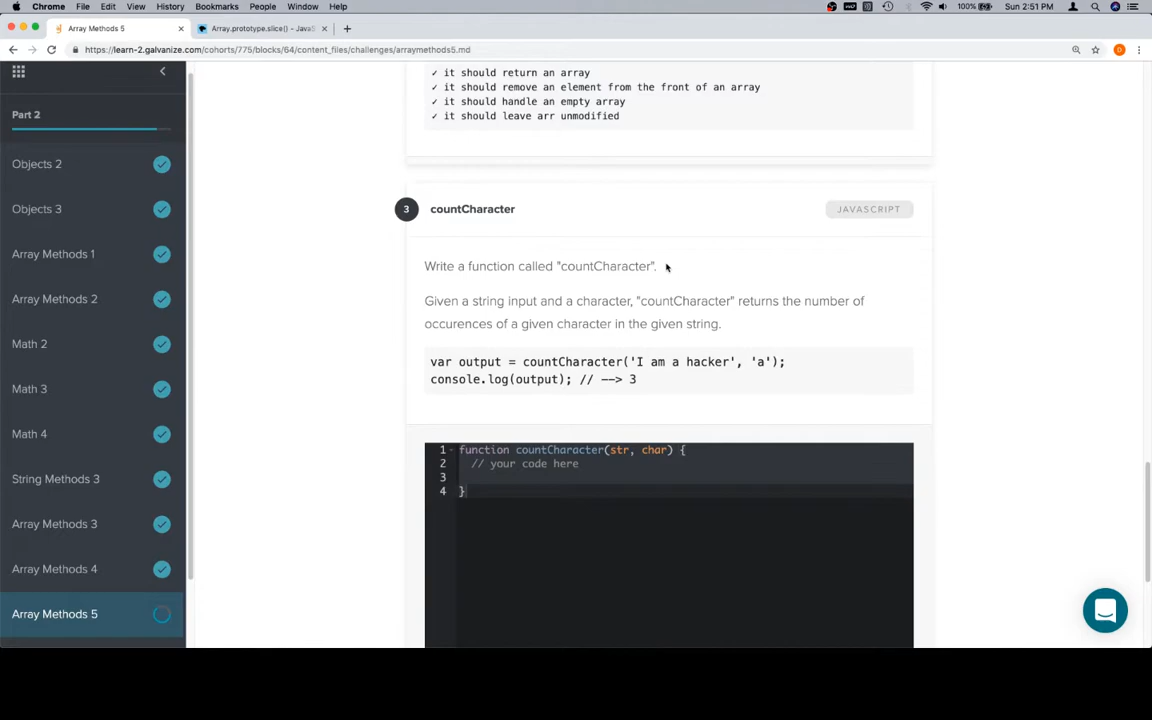 Chrome File Edit View History Bookmarks People Window Help 100% Sun 2:51 PM
Array Methods 5 × Array.prototype.slice() - JavaS × +
https://learn-2.galvanize.com/cohorts/775/blocks/64/content_files/challenges/arraymethods5.md
Part 2
Objects 2
Objects 3
Array Methods 1
Array Methods 2
Math 2
Math 3
Math 4
String Methods 3
Array Methods 3
Array Methods 4
Array Methods 5
✓ it should return an array
✓ it should remove an element from the front of an array
✓ it should handle an empty array
✓ it should leave arr unmodified
3 countCharacter JAVASCRIPT
Write a function called "countCharacter".
Given a string input and a character, "countCharacter" returns the number of
occurences of a given character in the given string.
var output = countCharacter('I am a hacker', 'a');
console.log(output); // --> 3
1 function countCharacter(str, char) {
2 // your code here
3
4 }